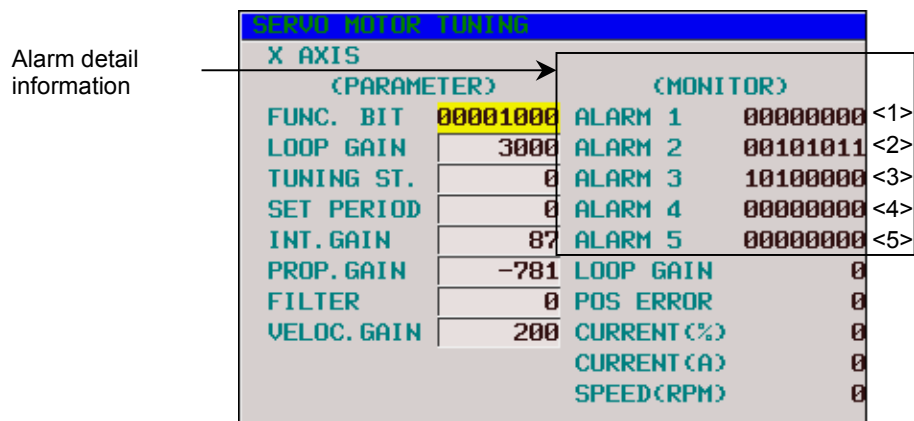 SERVO MOTOR TUNING
X AXIS
Alarm detail
information
(PARAMETER) (MONITOR)
FUNC. BIT 00001000 ALARM 1 00000000 <1>
LOOP GAIN 3000 ALARM 2 00101011 <2>
TUNING ST. 0 ALARM 3 10100000 <3>
SET PERIOD 0 ALARM 4 00000000 <4>
INT.GAIN 87 ALARM 5 00000000 <5>
PROP.GAIN -781 LOOP GAIN 0
FILTER 0 POS ERROR 0
VELOC.GAIN 200 CURRENT(%) 0
CURRENT(A) 0
SPEED(RPM) 0